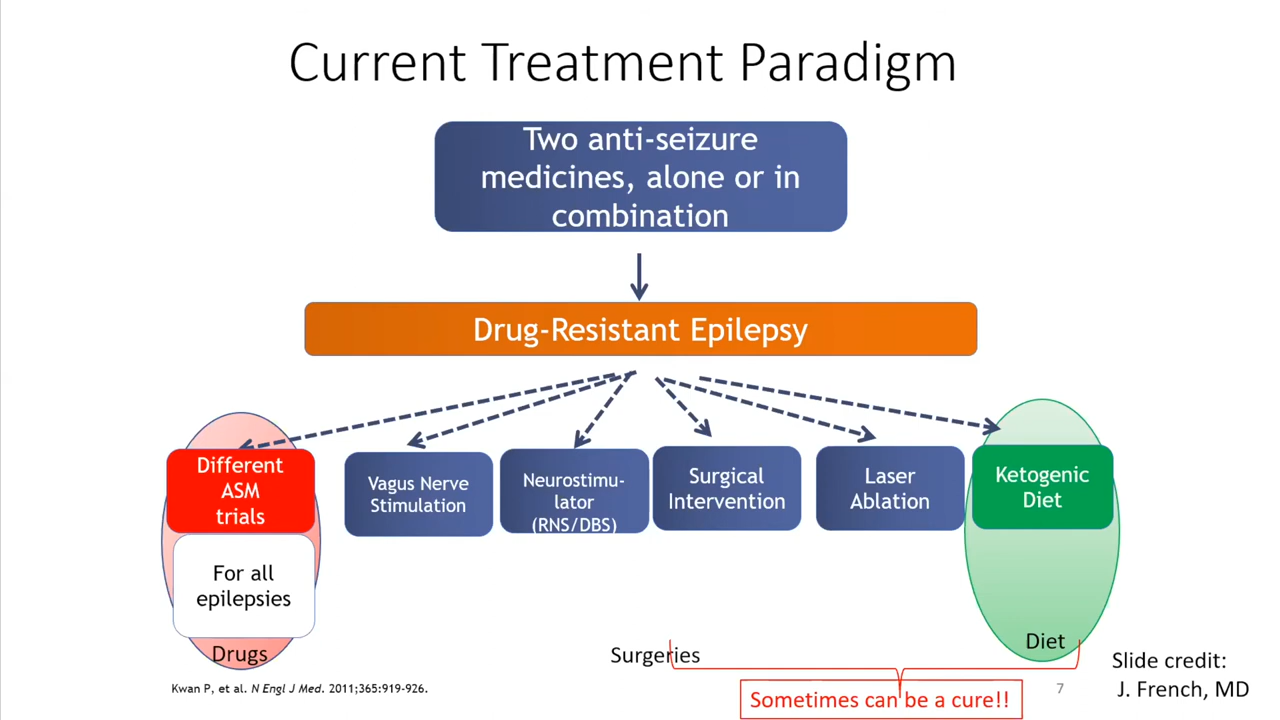 Current Treatment Paradigm
Two anti-seizure
medicines, alone or in
combination
Drug-Resistant Epilepsy
Different
ASM
trials
For all
epilepsies
Drugs
Vagus Nerve
Stimulation
Neurostimu-
lator
(RNS/DBS)
Surgical
Intervention
Laser
Ablation
Ketogenic
Diet
Diet
Surgeries
Sometimes can be a cure!!
Kwan P, et al. N Engl J Med. 2011;365:919-926.
7
Slide credit:
J. French, MD